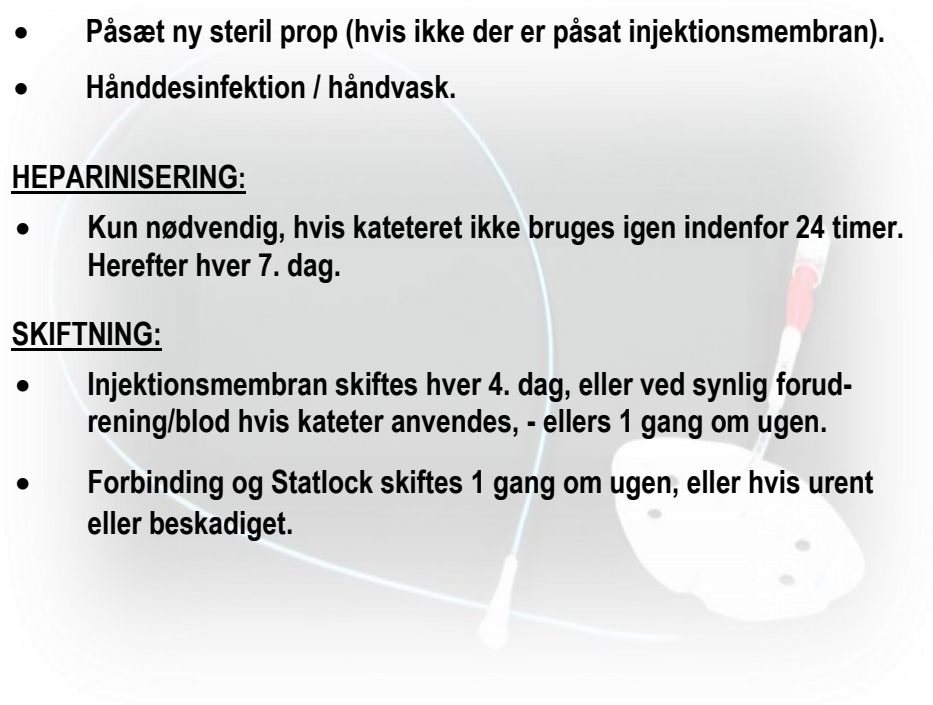 • Påsæt ny steril prop (hvis ikke der er påsat injektionsmembran).
• Hånddesinfektion / håndvask.
HEPARINISERING:
• Kun nødvendig, hvis kateteret ikke bruges igen indenfor 24 timer.
Herefter hver 7. dag.
SKIFTNING:
• Injektionsmembran skiftes hver 4. dag, eller ved synlig forud-
rening/blod hvis kateter anvendes, - ellers 1 gang om ugen.
• Forbinding og Statlock skiftes 1 gang om ugen, eller hvis urent
eller beskadiget.